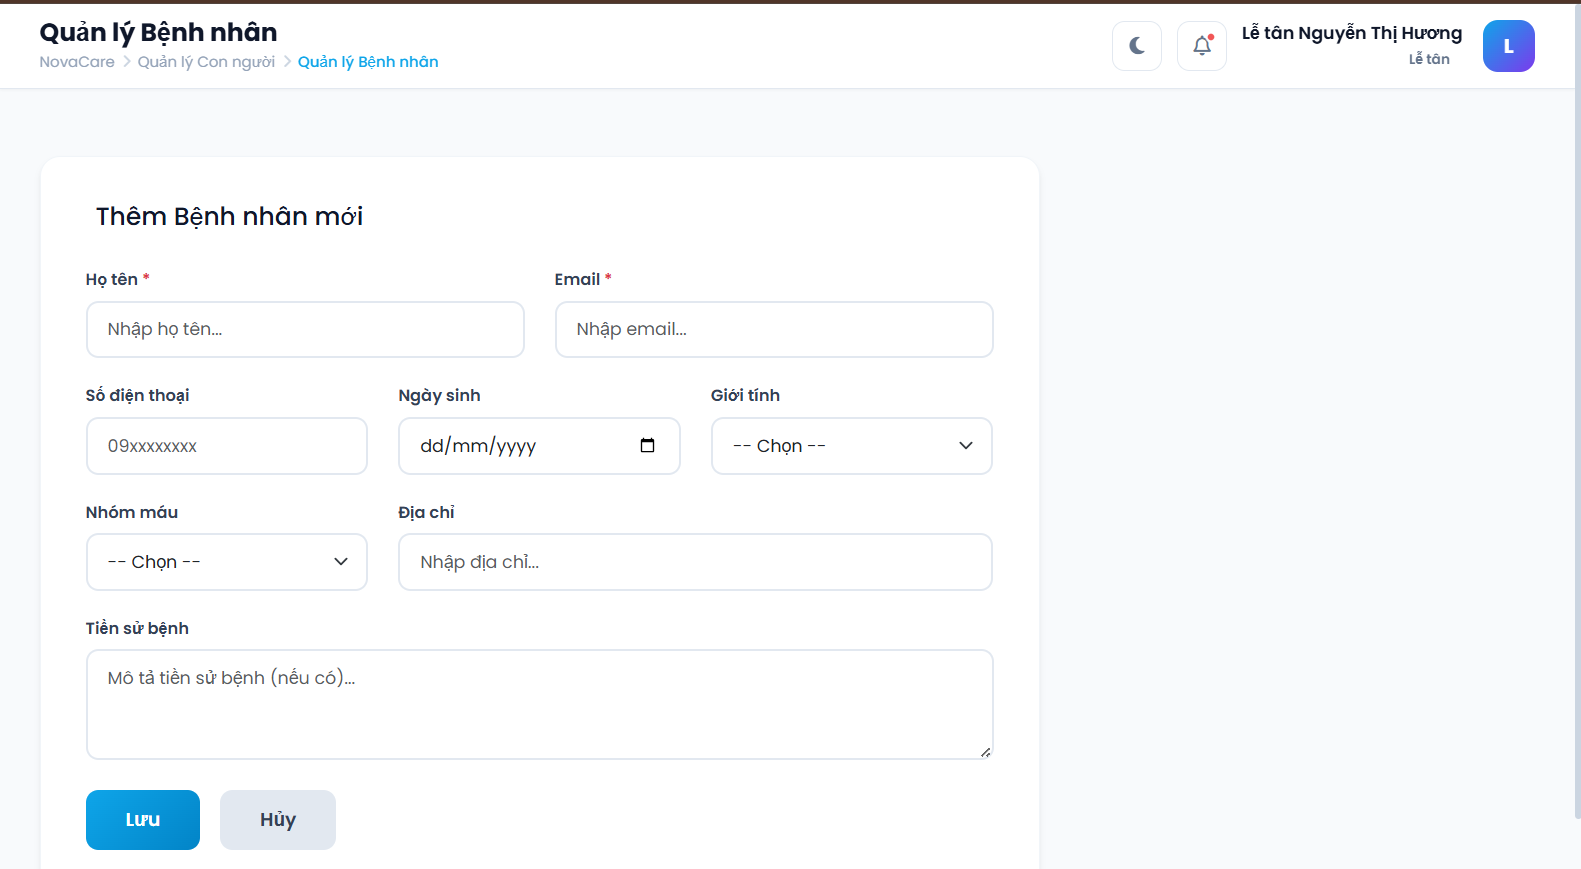 Quản lý Bệnh nhân
NovaCare > Quản lý Con người > Quản lý Bệnh nhân
Lễ tân Nguyễn Thị Hương
Lễ tân
L
Thêm Bệnh nhân mới
Họ tên *
Email *
Nhập họ tên...
Nhập email...
Số điện thoại
Ngày sinh
Giới tính
09xxxxxxxx
dd/mm/yyyy
-- Chọn --
Nhóm máu
Địa chỉ
-- Chọn --
Nhập địa chỉ...
Tiền sử bệnh
Mô tả tiền sử bệnh (nếu có)...
Lưu
Hủy